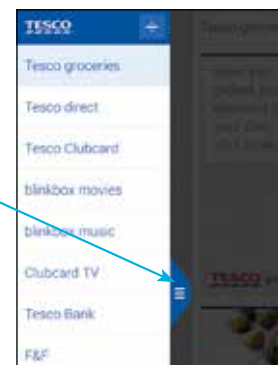 TESCO
Tesco groceries
Tesco direct
Tesco Clubcard
blinkbox movies
blinkbox music
Clubcard TV
Tesco Bank
F&F
TESCO